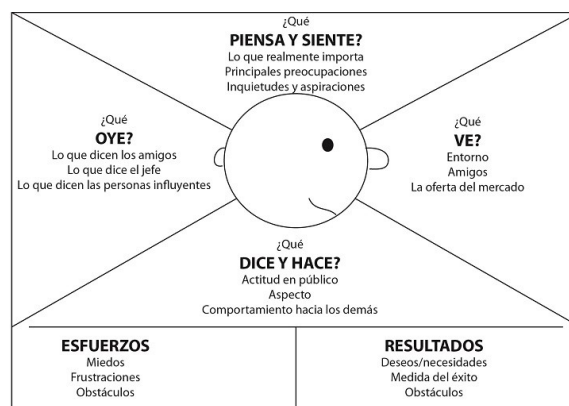 ¿Qué
PIENSA Y SIENTE?
Lo que realmente importa
Principales preocupaciones
Inquietudes y aspiraciones
¿Qué
OYE?
Lo que dicen los amigos
Lo que dice el jefe
Lo que dicen las personas influyentes
¿Qué
VE?
Entorno
Amigos
La oferta del mercado
¿Qué
DICE Y HACE?
Actitud en público
Aspecto
Comportamiento hacia los demás
ESFUERZOS
Miedos
Frustraciones
Obstáculos
RESULTADOS
Deseos/necesidades
Medida del éxito
Obstáculos